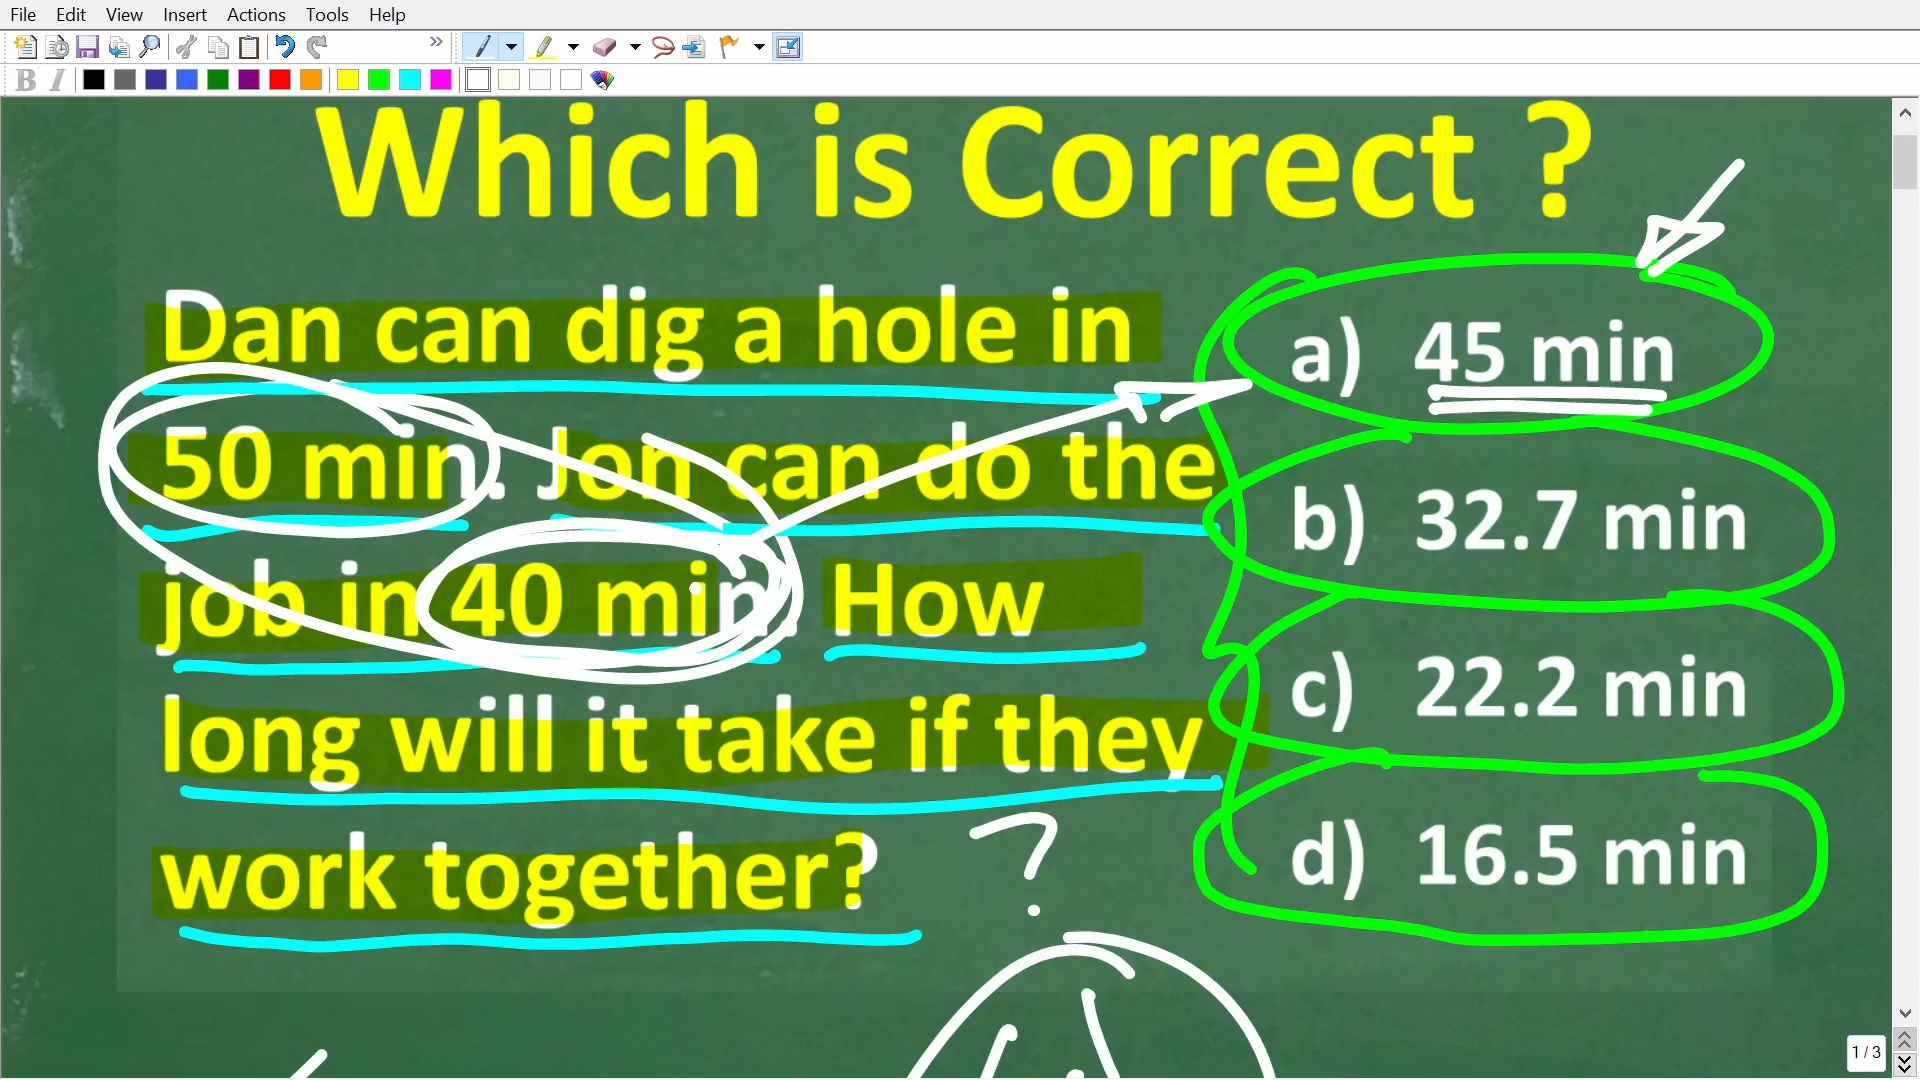 File Edit View Insert Actions Tools Help
B I
Which is Correct ?
Dan can dig a hole in
50 min. Jon can do the
job in 40 min. How
long will it take if they
work together?
?
a) 45 min
b) 32.7 min
c) 22.2 min
d) 16.5 min
1 / 3